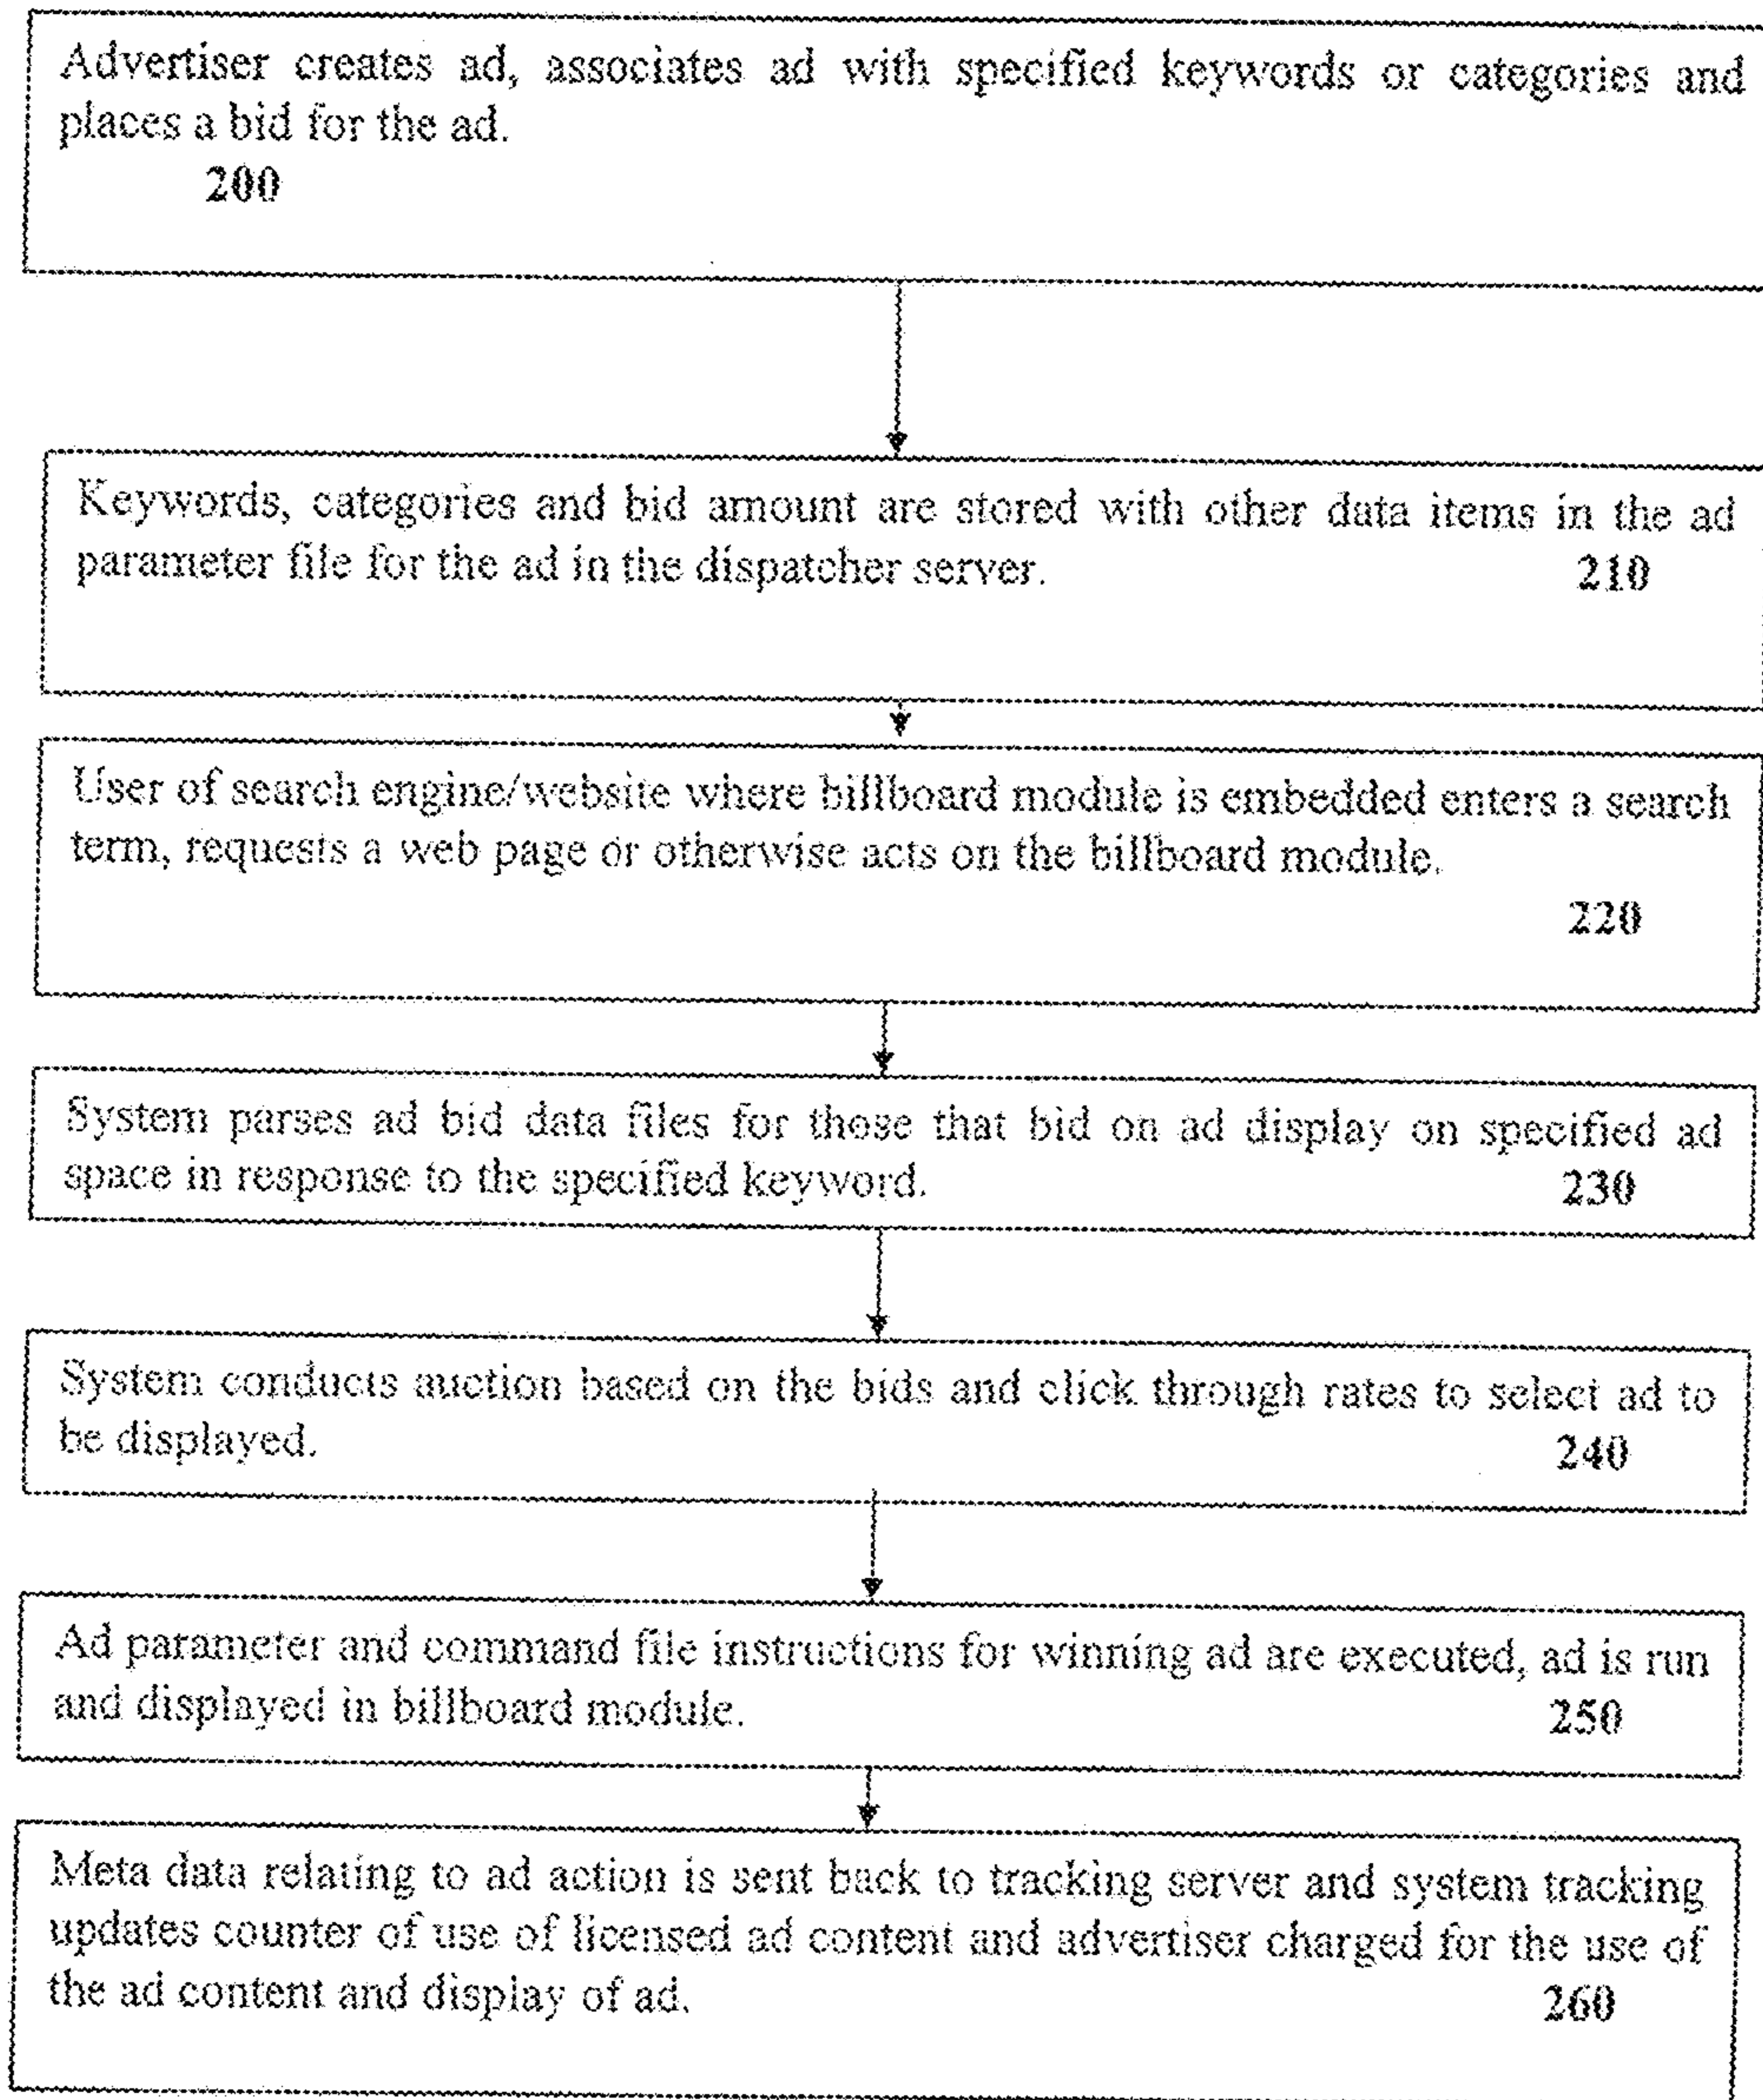 Advertiser creates ad, associates ad with specified keywords or categories and
places a bid for the ad.
200
Keywords, categories and bid amount are stored with other data items in the ad
parameter file for the ad in the dispatcher server. 210
User of search engine/website where billboard module is embedded enters a search
term, requests a web page or otherwise acts on the billboard module.
220
System parses ad bid data files for those that bid on ad display on specified ad
space in response to the specified keyword. 230
System conducts auction based on the bids and click through rates to select ad to
be displayed. 240
Ad parameter and command file instructions for winning ad are executed, ad is run
and displayed in billboard module. 250
Meta data relating to ad action is sent back to tracking server and system tracking
updates counter of use of licensed ad content and advertiser charged for the use of
the ad content and display of ad. 260